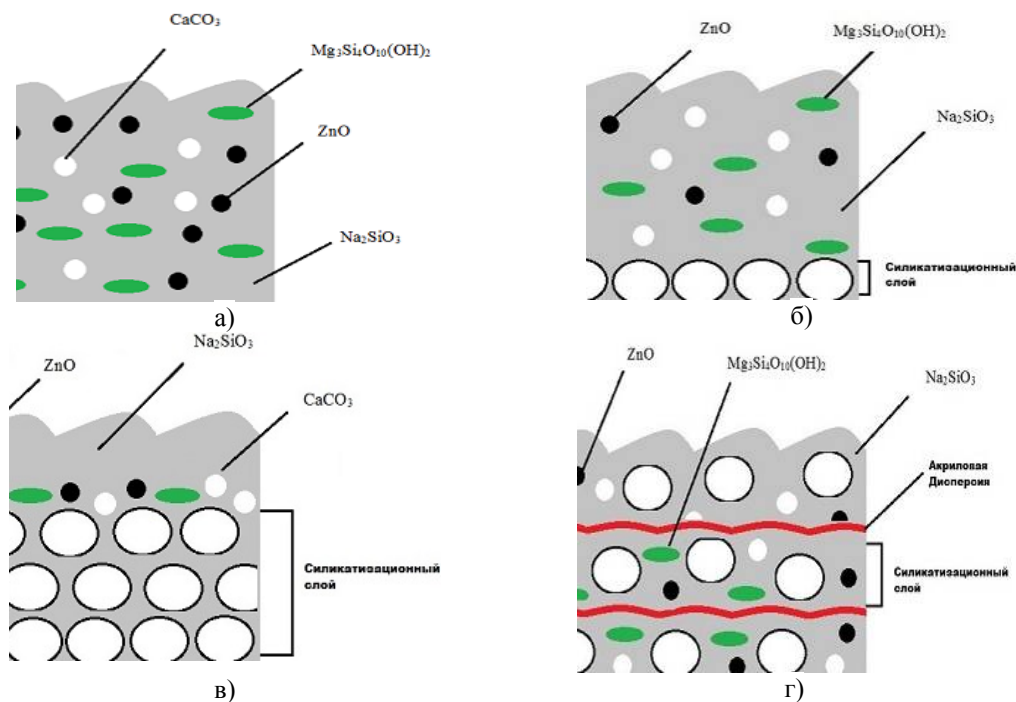 CaCO₃
Mg₃Si₄O₁₀(OH)₂
ZnO
Na₂SiO₃
а)
ZnO
Mg₃Si₄O₁₀(OH)₂
Na₂SiO₃
Силикатизационный
слой
б)
Na₂SiO₃
ZnO
CaCO₃
Силикатизационный
слой
в)
ZnO
Mg₃Si₄O₁₀(OH)₂
Na₂SiO₃
Акриловая
Дисперсия
Силикатизационный
слой
г)